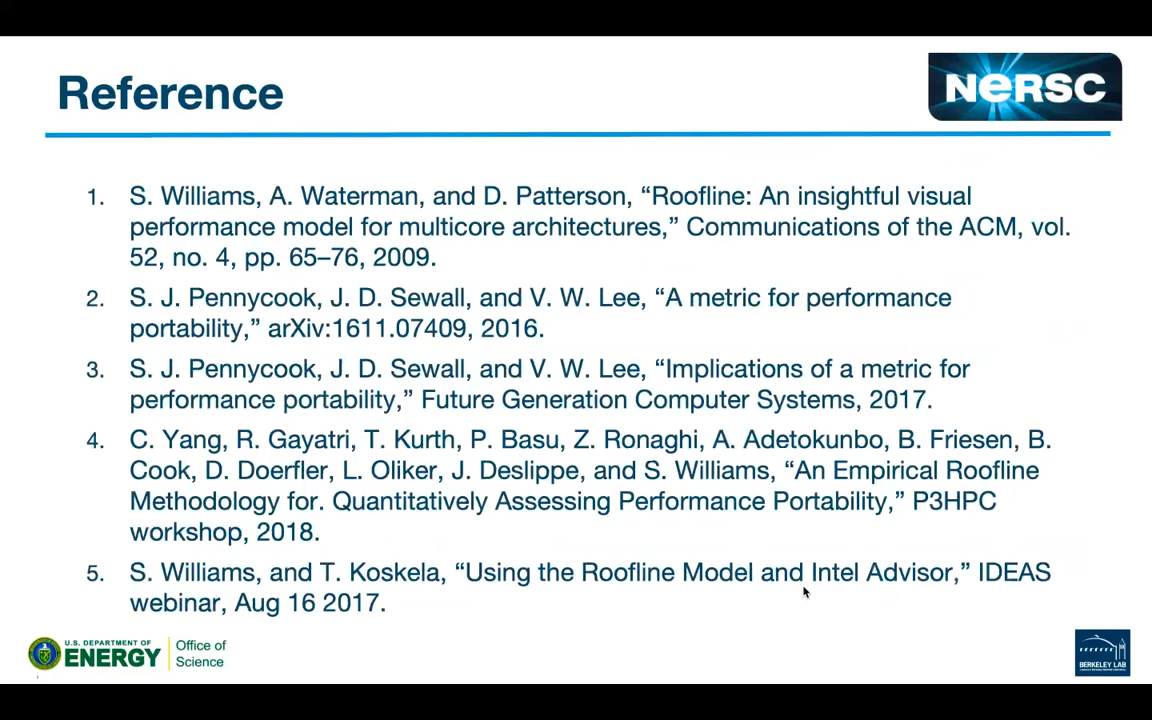 Reference
NERSC
1. S. Williams, A. Waterman, and D. Patterson, “Roofline: An insightful visual
performance model for multicore architectures,” Communications of the ACM, vol.
52, no. 4, pp. 65–76, 2009.
2. S. J. Pennycook, J. D. Sewall, and V. W. Lee, “A metric for performance
portability,” arXiv:1611.07409, 2016.
3. S. J. Pennycook, J. D. Sewall, and V. W. Lee, “Implications of a metric for
performance portability,” Future Generation Computer Systems, 2017.
4. C. Yang, R. Gayatri, T. Kurth, P. Basu, Z. Ronaghi, A. Adetokunbo, B. Friesen, B.
Cook, D. Doerfler, L. Oliker, J. Deslippe, and S. Williams, “An Empirical Roofline
Methodology for. Quantitatively Assessing Performance Portability,” P3HPC
workshop, 2018.
5. S. Williams, and T. Koskela, “Using the Roofline Model and Intel Advisor,” IDEAS
webinar, Aug 16 2017.
U.S. DEPARTMENT OF
ENERGY
Office of
Science
BERKELEY LAB